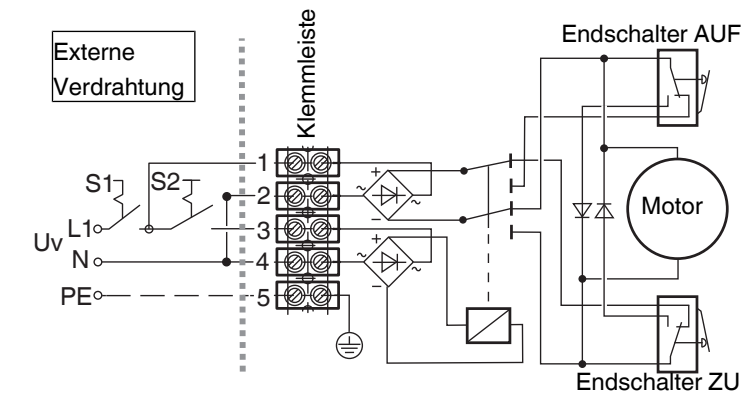 Externe
Verdrahtung
Klemmleiste
Endschalter AUF
S1
S2
Uv
L1
N
PE
1
2
3
4
5
+
~
~
−
+
~
~
−
Motor
Endschalter ZU